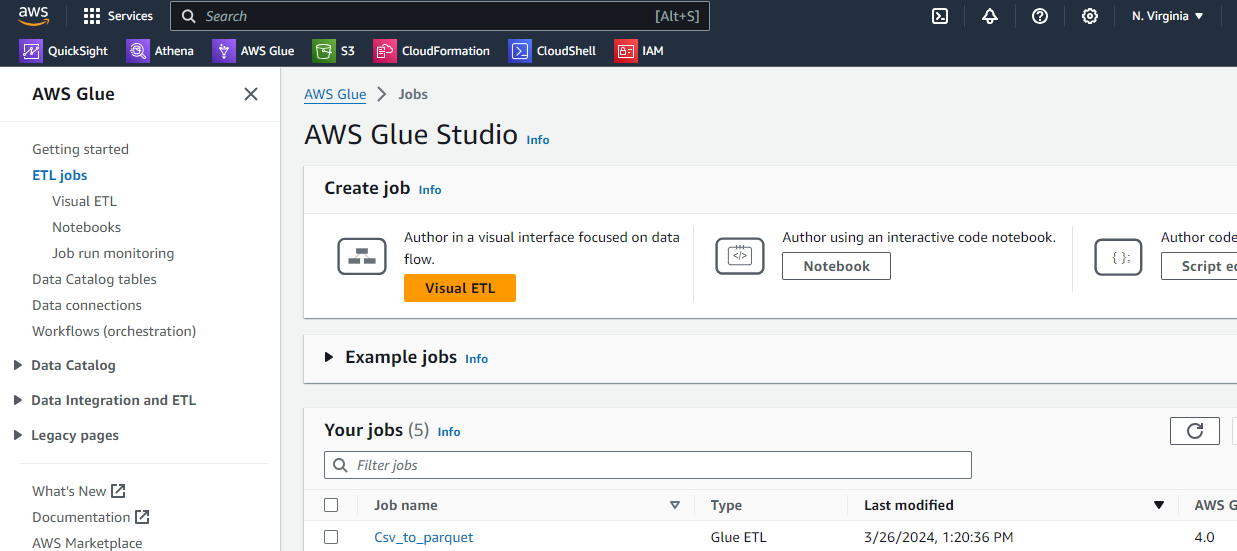 aws Services Search [Alt+S] N. Virginia
QuickSight Athena AWS Glue S3 CloudFormation CloudShell IAM
AWS Glue
Getting started
ETL jobs
Visual ETL
Notebooks
Job run monitoring
Data Catalog tables
Data connections
Workflows (orchestration)
Data Catalog
Data Integration and ETL
Legacy pages
What's New
Documentation
AWS Marketplace
AWS Glue > Jobs
AWS Glue Studio Info
Create job Info
Author in a visual interface focused on data
flow.
Visual ETL
Author using an interactive code notebook.
</> Notebook
Author code
{ }; Script ed
Example jobs Info
Your jobs (5) Info
Filter jobs
Job name Type Last modified AWS G
Csv_to_parquet Glue ETL 3/26/2024, 1:20:36 PM 4.0